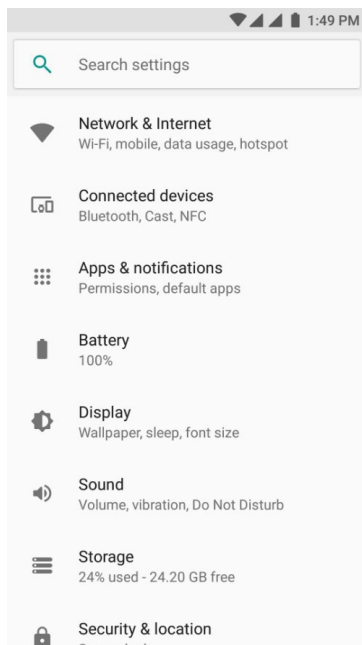 1:49 PM
Search settings
Network & Internet
Wi-Fi, mobile, data usage, hotspot
Connected devices
Bluetooth, Cast, NFC
Apps & notifications
Permissions, default apps
Battery
100%
Display
Wallpaper, sleep, font size
Sound
Volume, vibration, Do Not Disturb
Storage
24% used - 24.20 GB free
Security & location